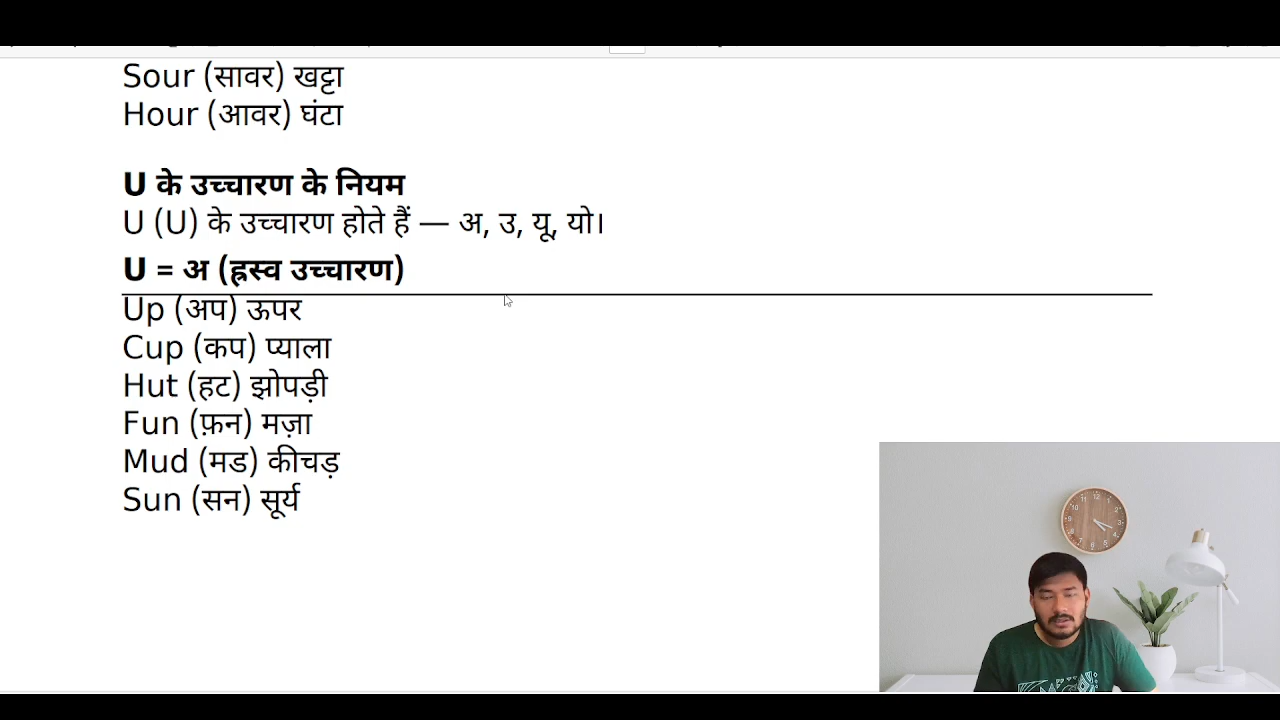 Sour (सावर) खट्टा
Hour (आवर) घंटा
U के उच्चारण के नियम
U (U) के उच्चारण होते हैं — अ, उ, यू, यो।
U = अ (ह्रस्व उच्चारण)
Up (अप) ऊपर
Cup (कप) प्याला
Hut (हट) झोपड़ी
Fun (फ़न) मज़ा
Mud (मड) कीचड़
Sun (सन) सूर्य